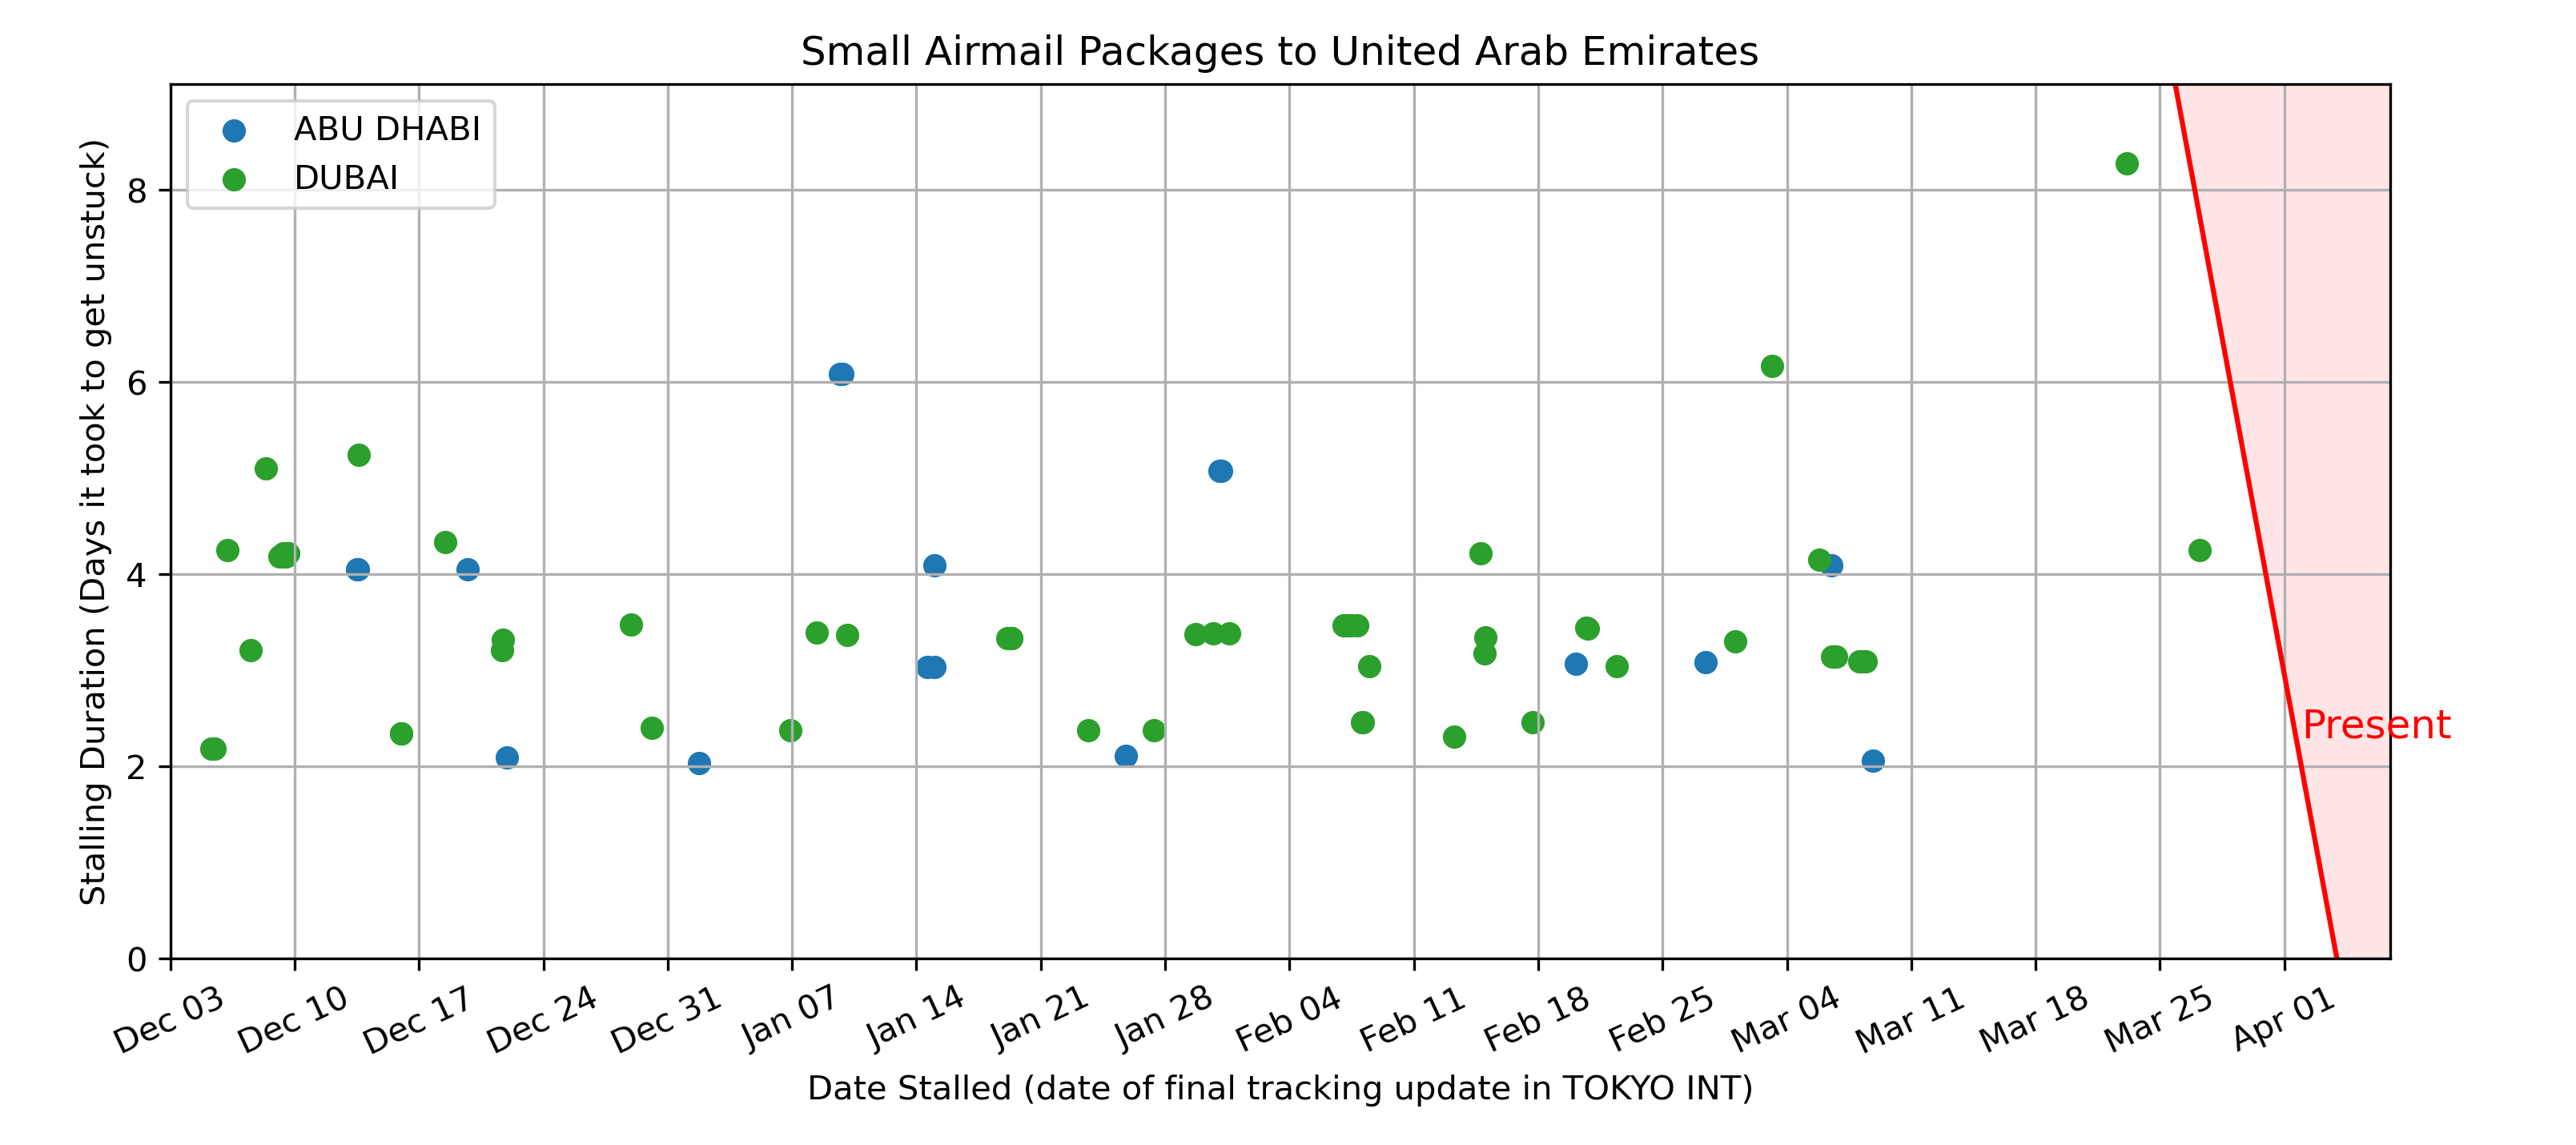 Small Airmail Packages to United Arab Emirates
ABU DHABI
DUBAI
Stalling Duration (Days it took to get unstuck)
8
6
4
2
0
Present
Dec 03
Dec 10
Dec 17
Dec 24
Dec 31
Jan 07
Jan 14
Jan 21
Jan 28
Feb 04
Feb 11
Feb 18
Feb 25
Mar 04
Mar 11
Mar 18
Mar 25
Apr 01
Date Stalled (date of final tracking update in TOKYO INT)